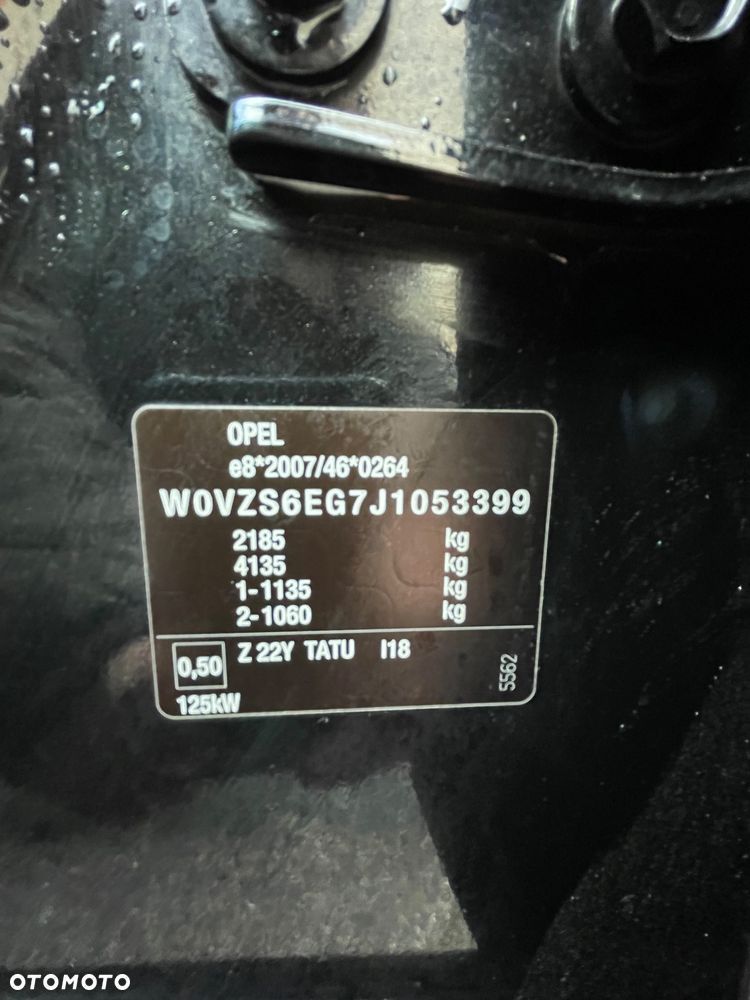 OPEL
e8*2007/46*0264
W0VZS6EG7J1053399
2185 kg
4135 kg
1-1135 kg
2-1060 kg
0,50 Z 22Y TATU I18
125kW
5562
OTOMOTO